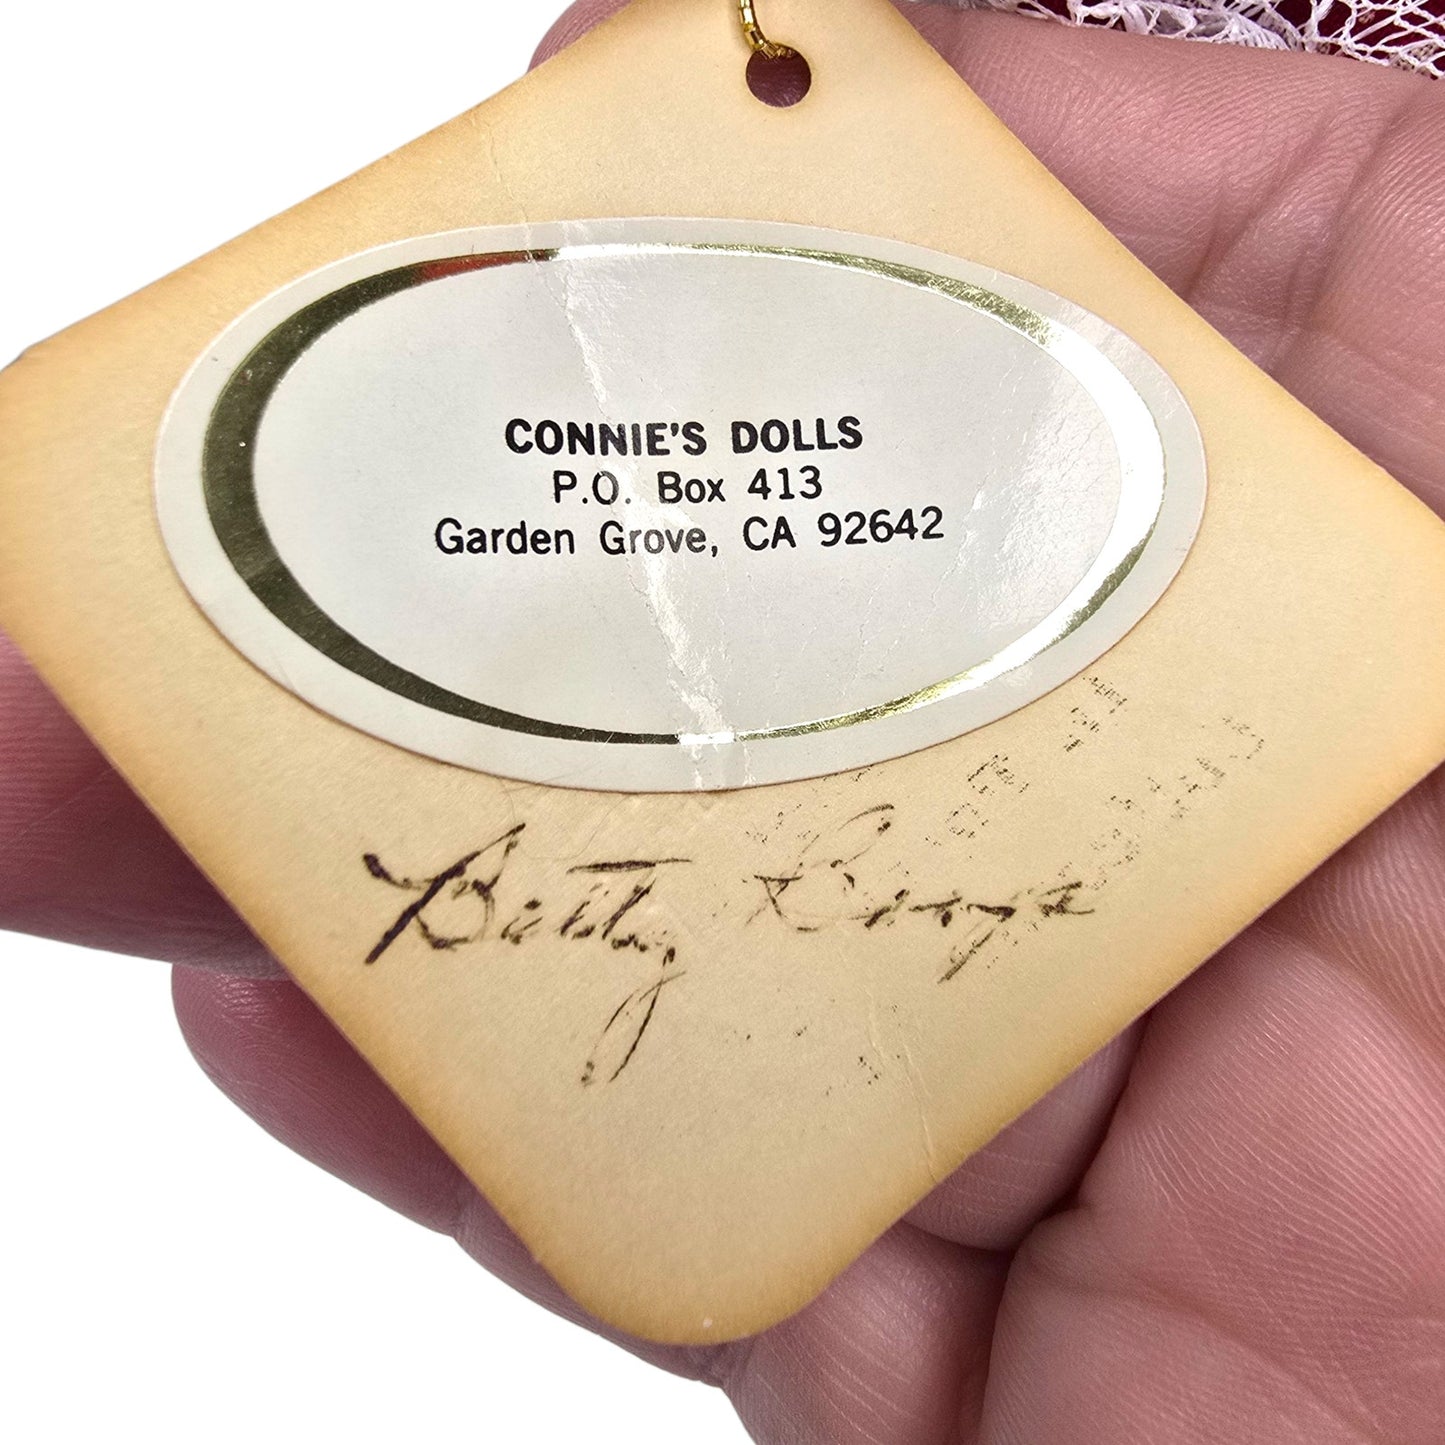 CONNIE'S DOLLS
P.O. Box 413
Garden Grove, CA 92642
Betty